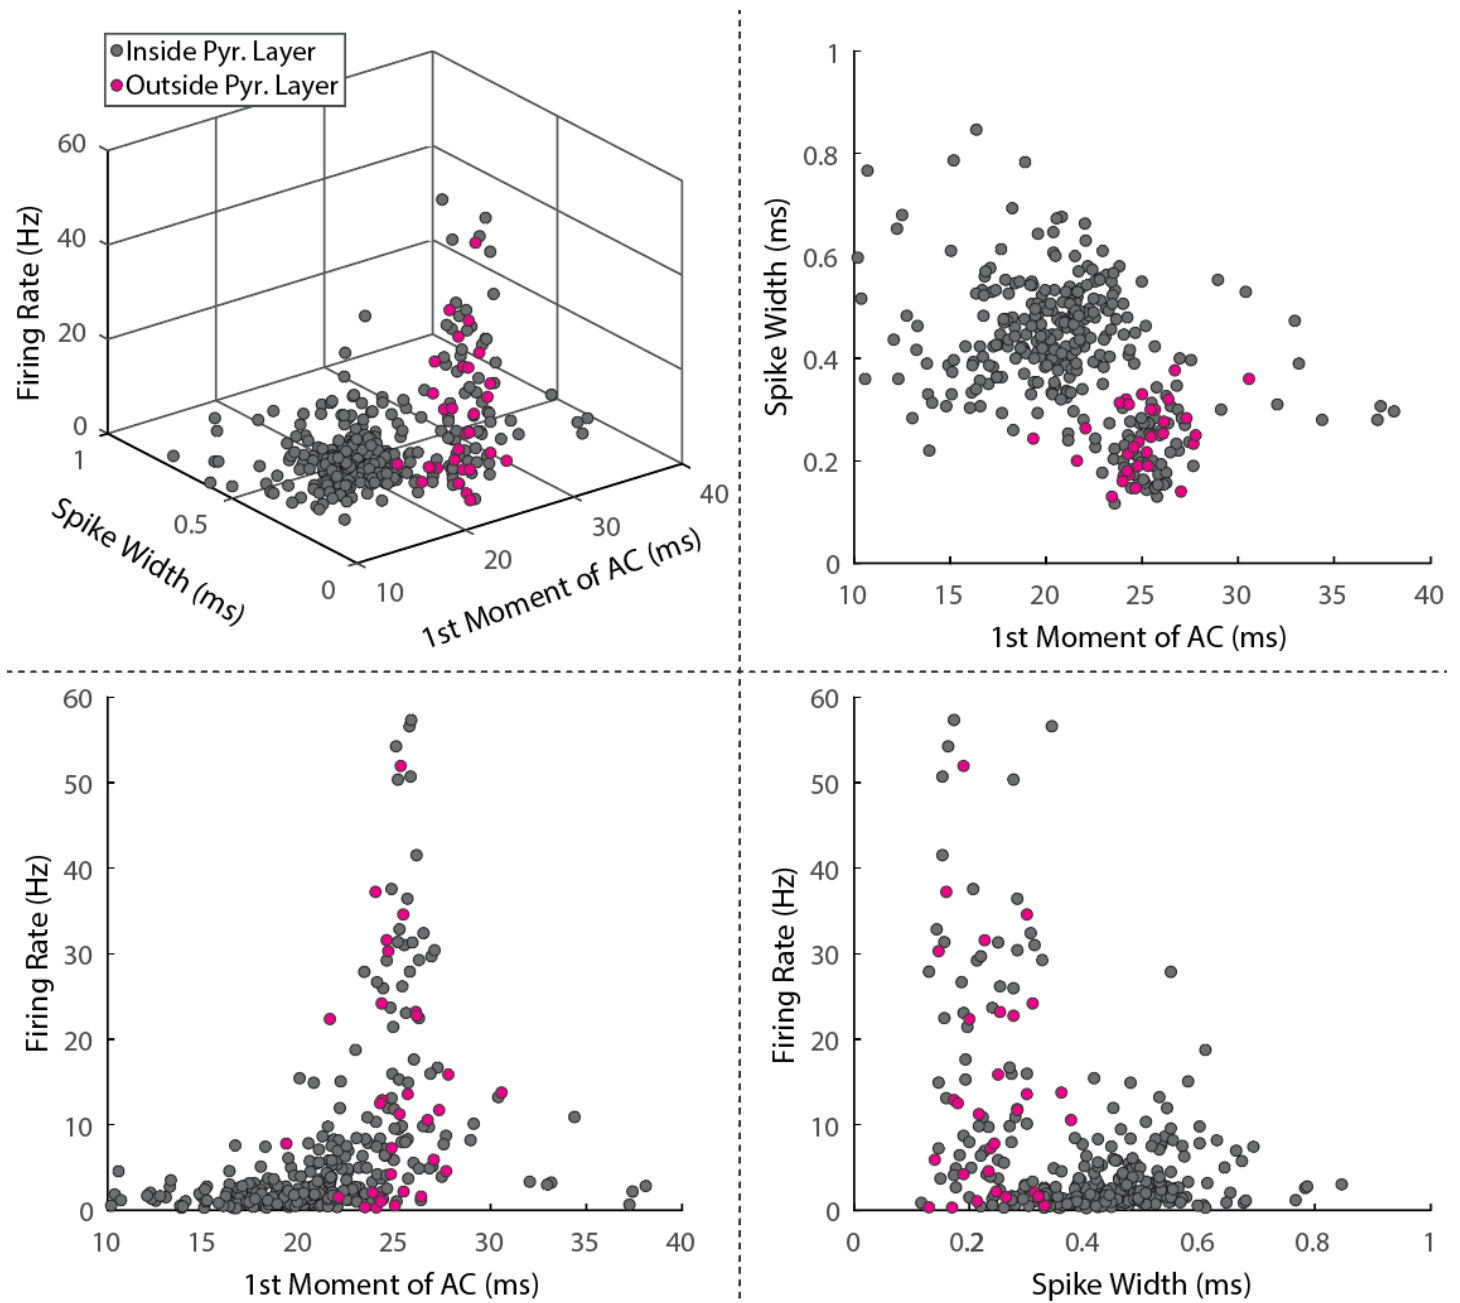 Inside Pyr. Layer
Outside Pyr. Layer
60
40
20
0
Firing Rate (Hz)
1
0.5
0
Spike Width (ms)
10
20
30
40
1st Moment of AC (ms)
1
0.8
0.6
0.4
0.2
0
Spike Width (ms)
10 15 20 25 30 35 40
1st Moment of AC (ms)
60
50
40
30
20
10
0
Firing Rate (Hz)
10 15 20 25 30 35 40
1st Moment of AC (ms)
60
50
40
30
20
10
0
Firing Rate (Hz)
0 0.2 0.4 0.6 0.8 1
Spike Width (ms)